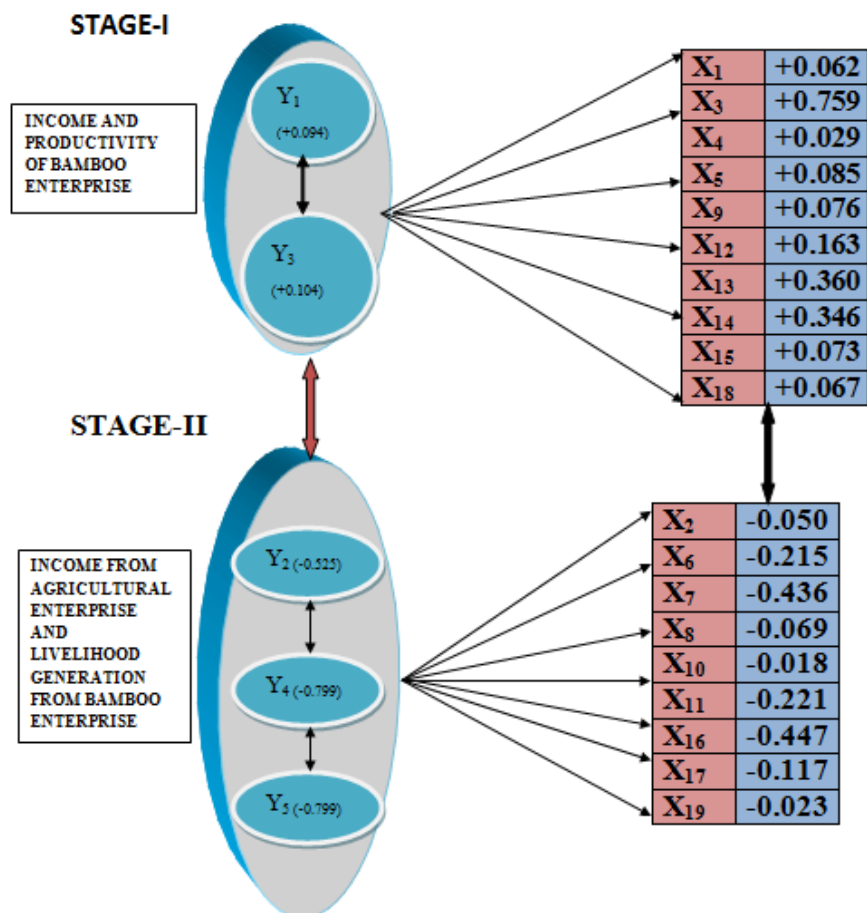 STAGE-I
INCOME AND
PRODUCTIVITY
OF BAMBOO
ENTERPRISE
Y₁
(+0.094)
Y₃
(+0.104)
X₁ +0.062
X₃ +0.759
X₄ +0.029
X₅ +0.085
X₉ +0.076
X₁₂ +0.163
X₁₃ +0.360
X₁₄ +0.346
X₁₅ +0.073
X₁₈ +0.067
STAGE-II
INCOME FROM
AGRICULTURAL
ENTERPRISE
AND
LIVELIHOOD
GENERATION
FROM BAMBOO
ENTERPRISE
Y₂ (-0.525)
Y₄ (-0.799)
Y₅ (-0.799)
X₂ -0.050
X₆ -0.215
X₇ -0.436
X₈ -0.069
X₁₀ -0.018
X₁₁ -0.221
X₁₆ -0.447
X₁₇ -0.117
X₁₉ -0.023